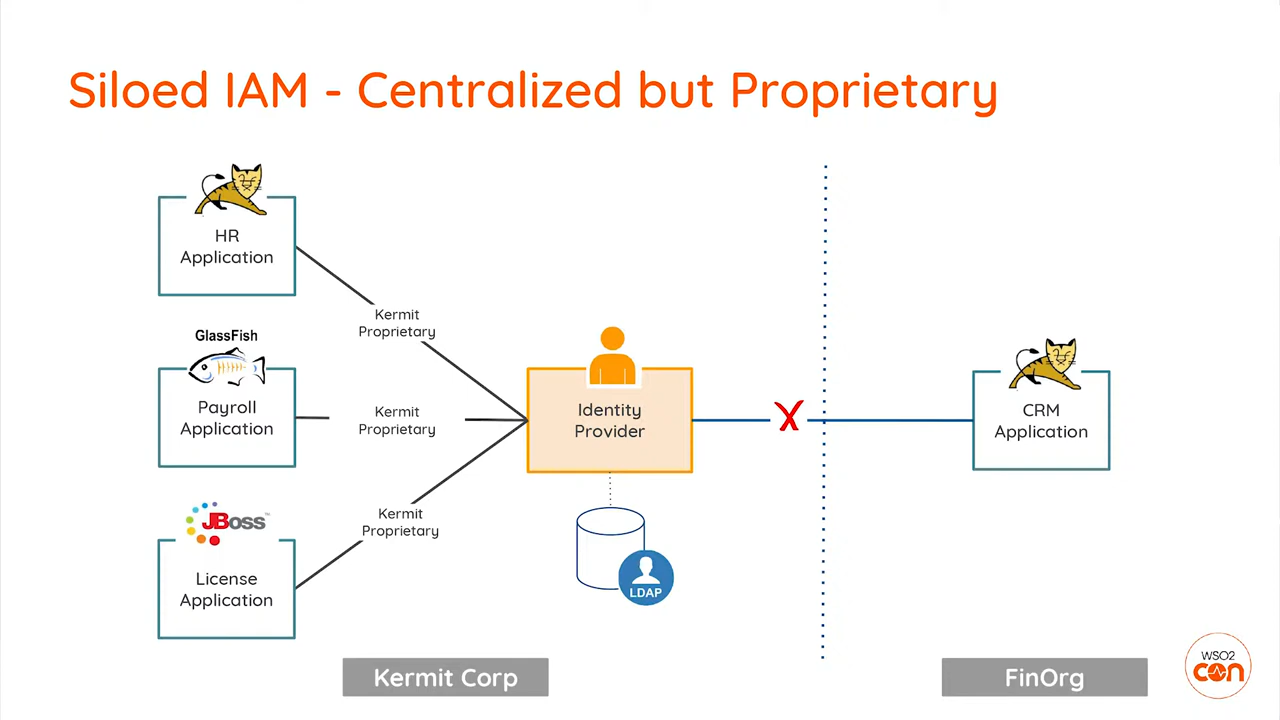 Siloed IAM - Centralized but Proprietary
HR
Application
Kermit
Proprietary
GlassFish
Payroll
Application
Kermit
Proprietary
Identity
Provider
X
CRM
Application
JBoss
License
Application
Kermit
Proprietary
LDAP
Kermit Corp
FinOrg
WSO2
con